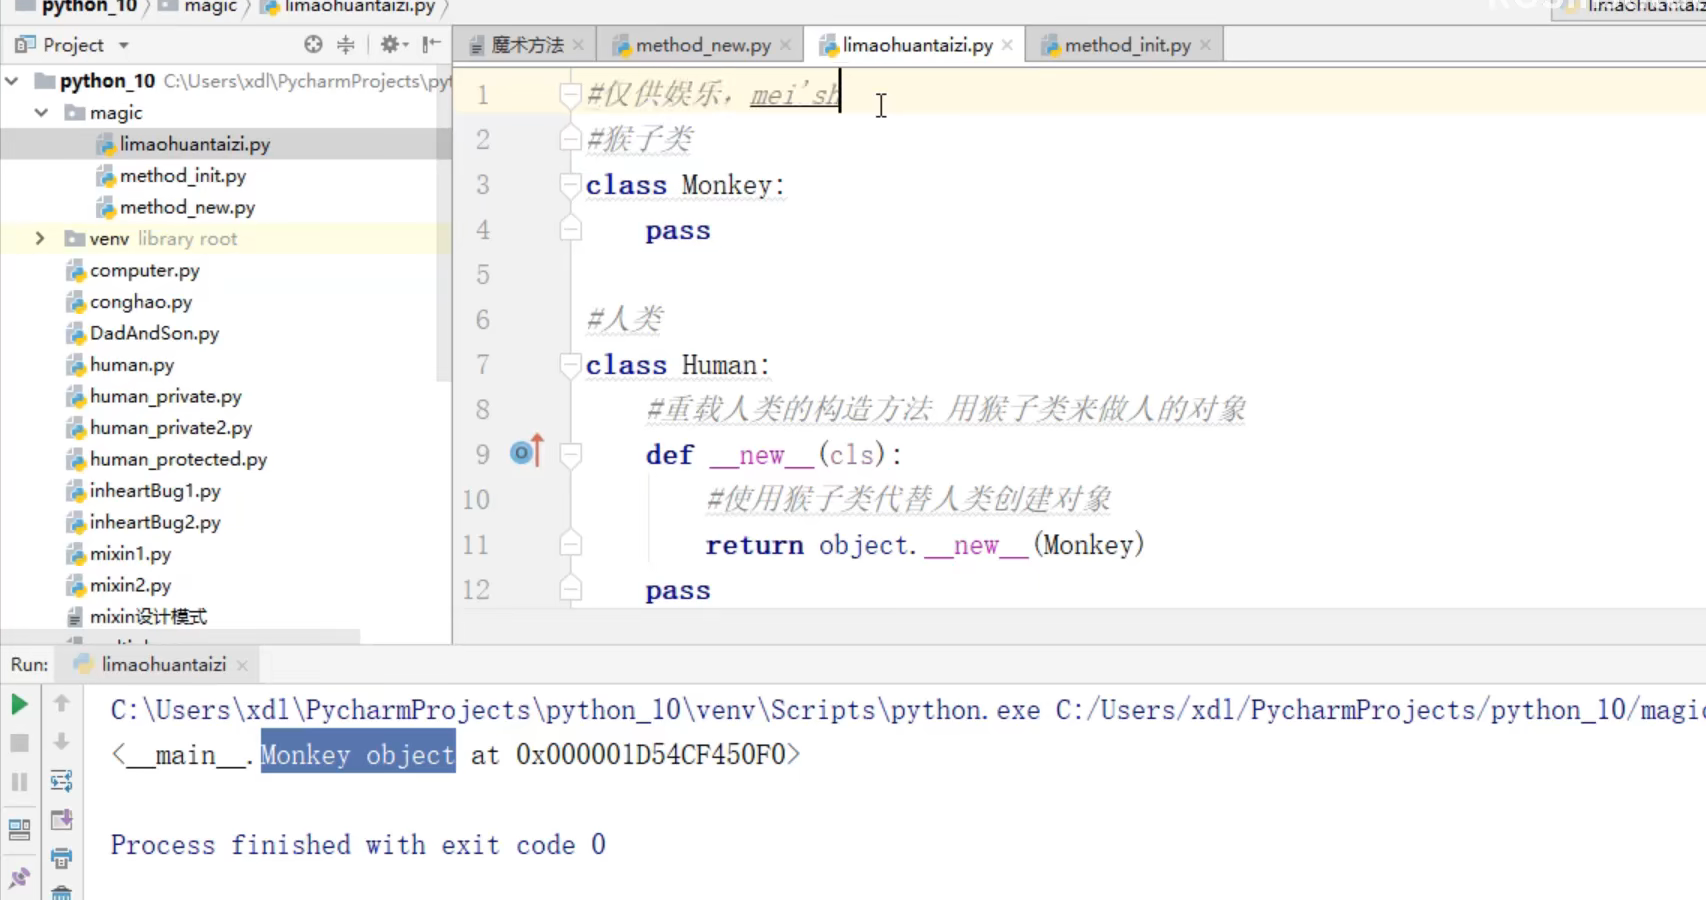 python_10 magic limaohuantaizi.py
Project
魔术方法 method_new.py limaohuantaizi.py method_init.py
python_10 C:\Users\xdl\PycharmProjects\pyt
magic
limaohuantaizi.py
method_init.py
method_new.py
venv library root
computer.py
conghao.py
DadAndSon.py
human.py
human_private.py
human_private2.py
human_protected.py
inheartBug1.py
inheartBug2.py
mixin1.py
mixin2.py
mixin设计模式
1 #仅供娱乐，mei'sh
2 #猴子类
3 class Monkey:
4 pass
5
6 #人类
7 class Human:
8 #重载人类的构造方法 用猴子类来做人的对象
9 def __new__(cls):
10 #使用猴子类代替人类创建对象
11 return object.__new__(Monkey)
12 pass
Run: limaohuantaizi
C:\Users\xdl\PycharmProjects\python_10\venv\Scripts\python.exe C:/Users/xdl/PycharmProjects/python_10/magic
<__main__.Monkey object at 0x000001D54CF450F0>
Process finished with exit code 0